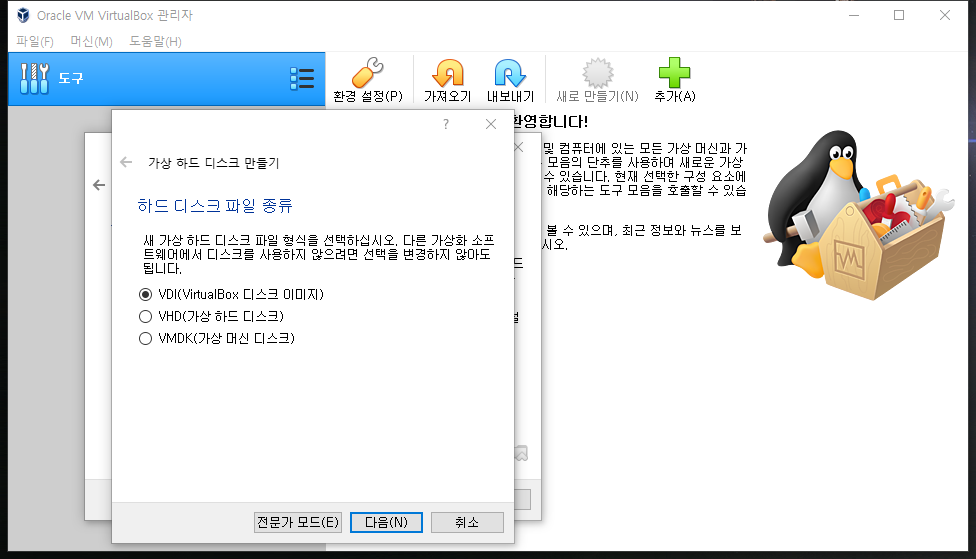 Oracle VM VirtualBox 관리자
파일(F) 머신(M) 도움말(H)
도구
환경 설정(P) 가져오기 내보내기 새로 만들기(N) 추가(A)
환영합니다!
및 컴퓨터에 있는 모든 가상 머신과 가
모음의 단추를 사용하며 새로운 가상
수 있습니다. 현재 선택한 구성 요소에
해당하는 도구 모음을 호출할 수 있습
볼 수 있으며, 최근 정보와 뉴스를 보
시오.
?
가상 하드 디스크 만들기
하드 디스크 파일 종류
새 가상 하드 디스크 파일 형식을 선택하십시오. 다른 가상화 소프
트웨어에서 디스크를 사용하지 않으려면 선택을 변경하지 않아도
됩니다.
VDI(VirtualBox 디스크 이미지)
VHD(가상 하드 디스크)
VMDK(가상 머신 디스크)
드
전문가 모드(E) 다음(N) 취소